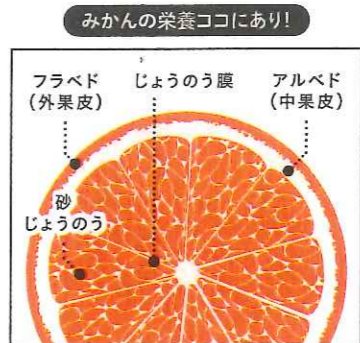 みかんの栄養ココにあり!
フラベド
(外果皮)
じょうのう膜
アルベド
(中果皮)
砂
じょうのう